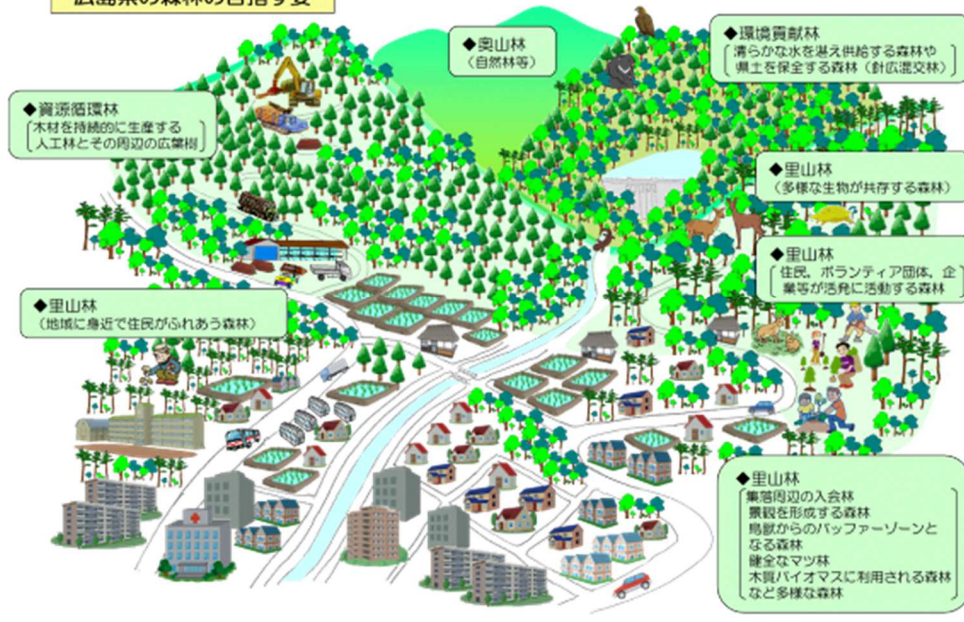 広島県の森林の目指す姿
◆奥山林
(自然林等)
◆環境貢献林
清らかな水を湛え供給する森林や
県土を保全する森林(針広混交林)
◆資源循環林
木材を持続的に生産する
人工林とその周辺の広葉樹
◆里山林
(多様な生物が共存する森林)
◆里山林
住民、ボランティア団体、企
業等が活発に活動する森林
◆里山林
(地域に身近で住民がふれあう森林)
◆里山林
集落周辺の入会林
景観を形成する森林
鳥獣からのバッファーゾーンと
なる森林
健全なマツ林
木質バイオマスに利用される森林
など多様な森林